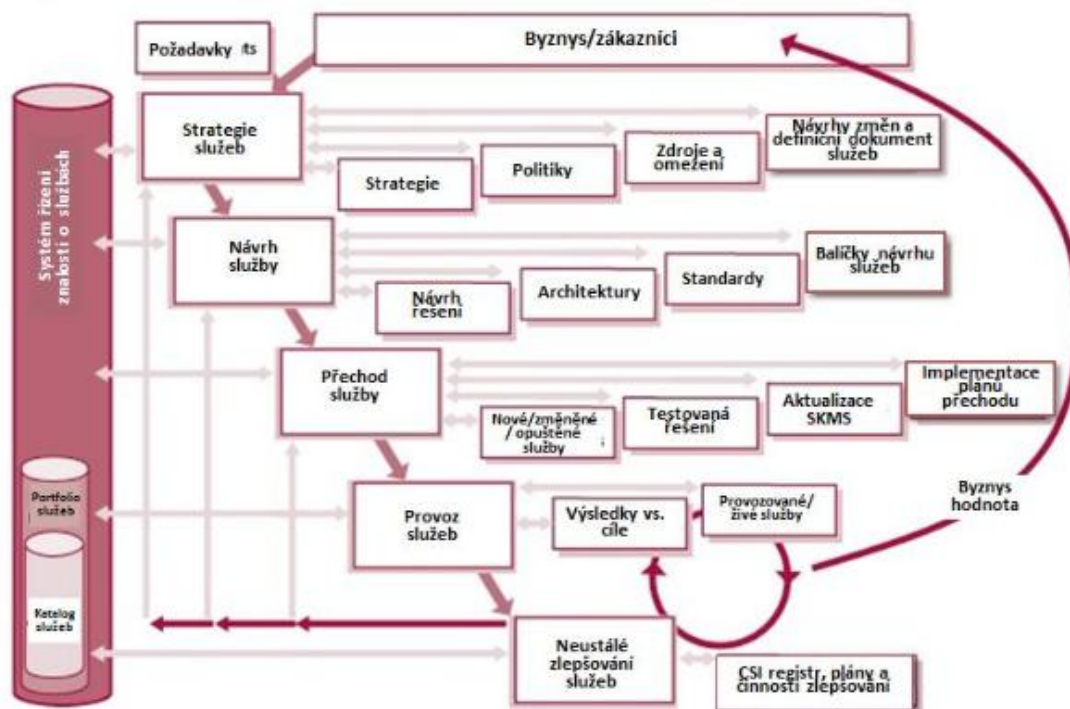 Požadavky ts
Byznys/zákazníci
Systém řízení
znalostí o službách
Strategie
služeb
Strategie
Politiky
Zdroje a
omežení
Návrhy změn a
definiční dokument
služeb
Návrh
služby
Návrh
řešení
Architektury
Standardy
Balíčky návrhu
služeb
Přechod
služby
Nové/změněné
/ opuštěné
služby
Testovaná
řešení
Aktualizace
SKMS
Implementace
plánů
přechodu
Portfolio
služeb
Provoz
služeb
Výsledky vs.
cíle
Provozované/
živé služby
Byznys
hodnota
Katalog
služeb
Neustálé
zlepšování
služeb
CSI registr, plány a
činnosti zlepšování